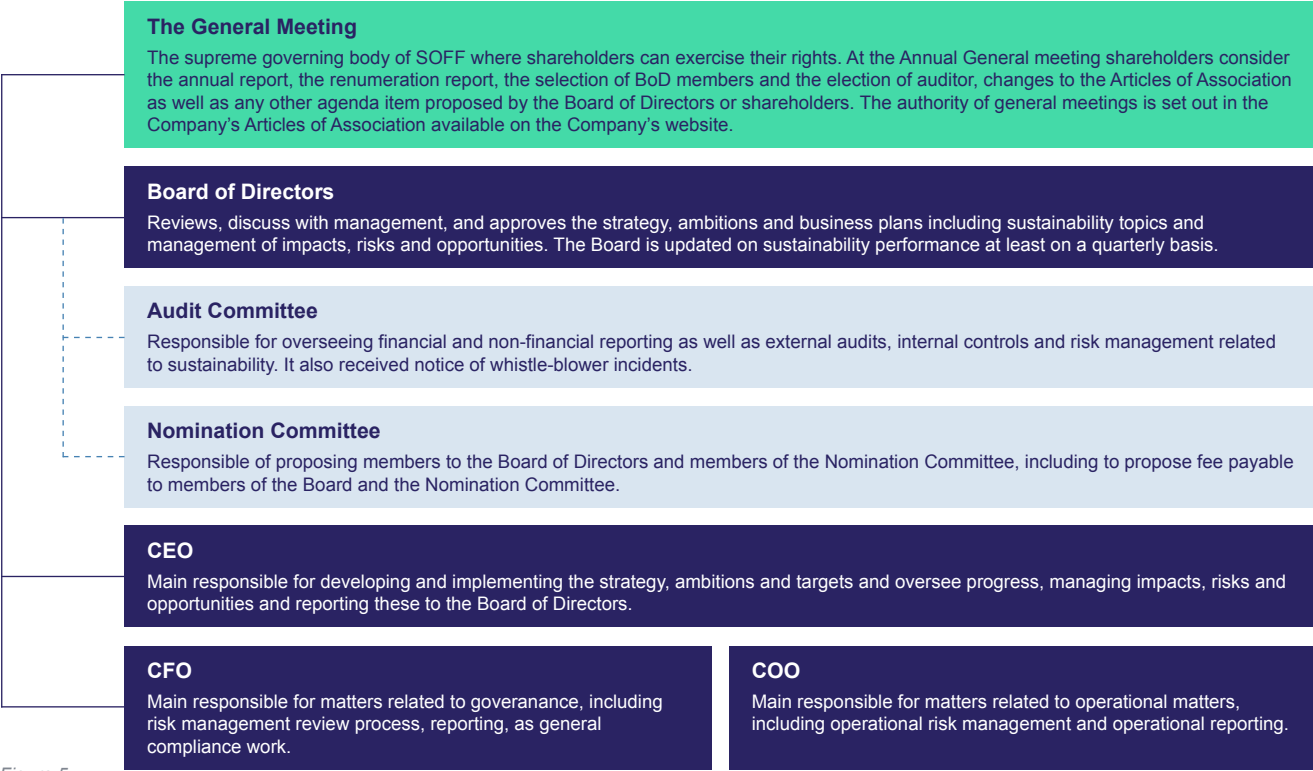 The General Meeting
The supreme governing body of SOFF where shareholders can exercise their rights. At the Annual General meeting shareholders consider
the annual report, the renumeration report, the selection of BoD members and the election of auditor, changes to the Articles of Association
as well as any other agenda item proposed by the Board of Directors or shareholders. The authority of general meetings is set out in the
Company's Articles of Association available on the Company's website.
Board of Directors
Reviews, discuss with management, and approves the strategy, ambitions and business plans including sustainability topics and
management of impacts, risks and opportunities. The Board is updated on sustainability performance at least on a quarterly basis.
Audit Committee
Responsible for overseeing financial and non-financial reporting as well as external audits, internal controls and risk management related
to sustainability. It also received notice of whistle-blower incidents.
Nomination Committee
Responsible of proposing members to the Board of Directors and members of the Nomination Committee, including to propose fee payable
to members of the Board and the Nomination Committee.
CEO
Main responsible for developing and implementing the strategy, ambitions and targets and oversee progress, managing impacts, risks and
opportunities and reporting these to the Board of Directors.
CFO
Main responsible for matters related to goveranance, including
risk management review process, reporting, as general
compliance work.
COO
Main responsible for matters related to operational matters,
including operational risk management and operational reporting.